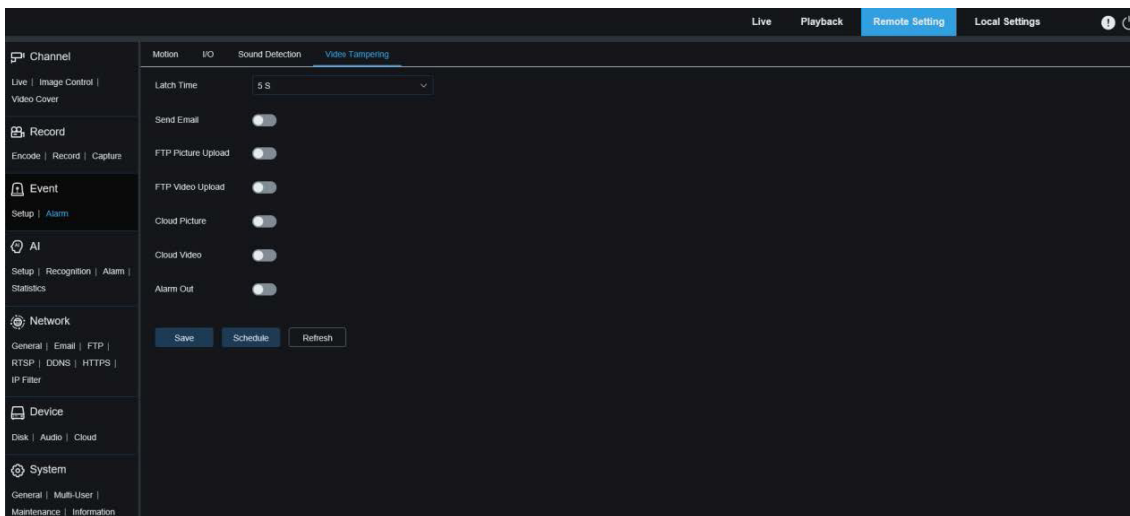 Live Playback Remote Setting Local Settings
Channel
Live | Image Control |
Video Cover
Record
Encode | Record | Capture
Event
Setup | Alarm
AI
Setup | Recognition | Alarm |
Statistics
Network
General | Email | FTP |
RTSP | DDNS | HTTPS |
IP Filter
Device
Disk | Audio | Cloud
System
General | Multi-User |
Maintenance | Information
Motion I/O Sound Detection Video Tampering
Latch Time 5 S
Send Email
FTP Picture Upload
FTP Video Upload
Cloud Picture
Cloud Video
Alarm Out
Save Schedule Refresh